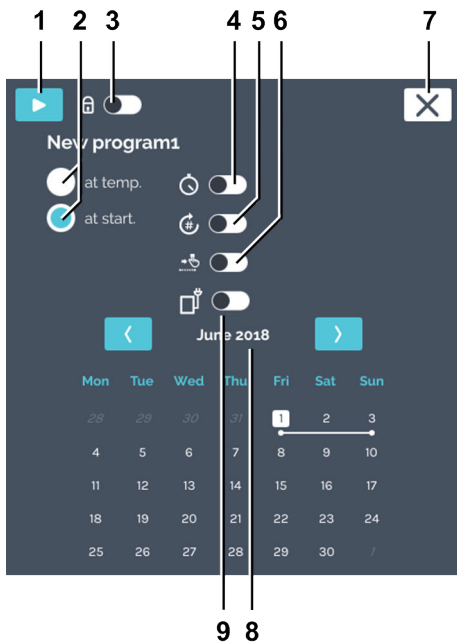 1 2 3 4 5 6 7
New program1
at temp.
at start.
#
June 2018
Mon Tue Wed Thu Fri Sat Sun
28 29 30 31 1 2 3
4 5 6 7 8 9 10
11 12 13 14 15 16 17
18 19 20 21 22 23 24
25 26 27 28 29 30 1
9 8